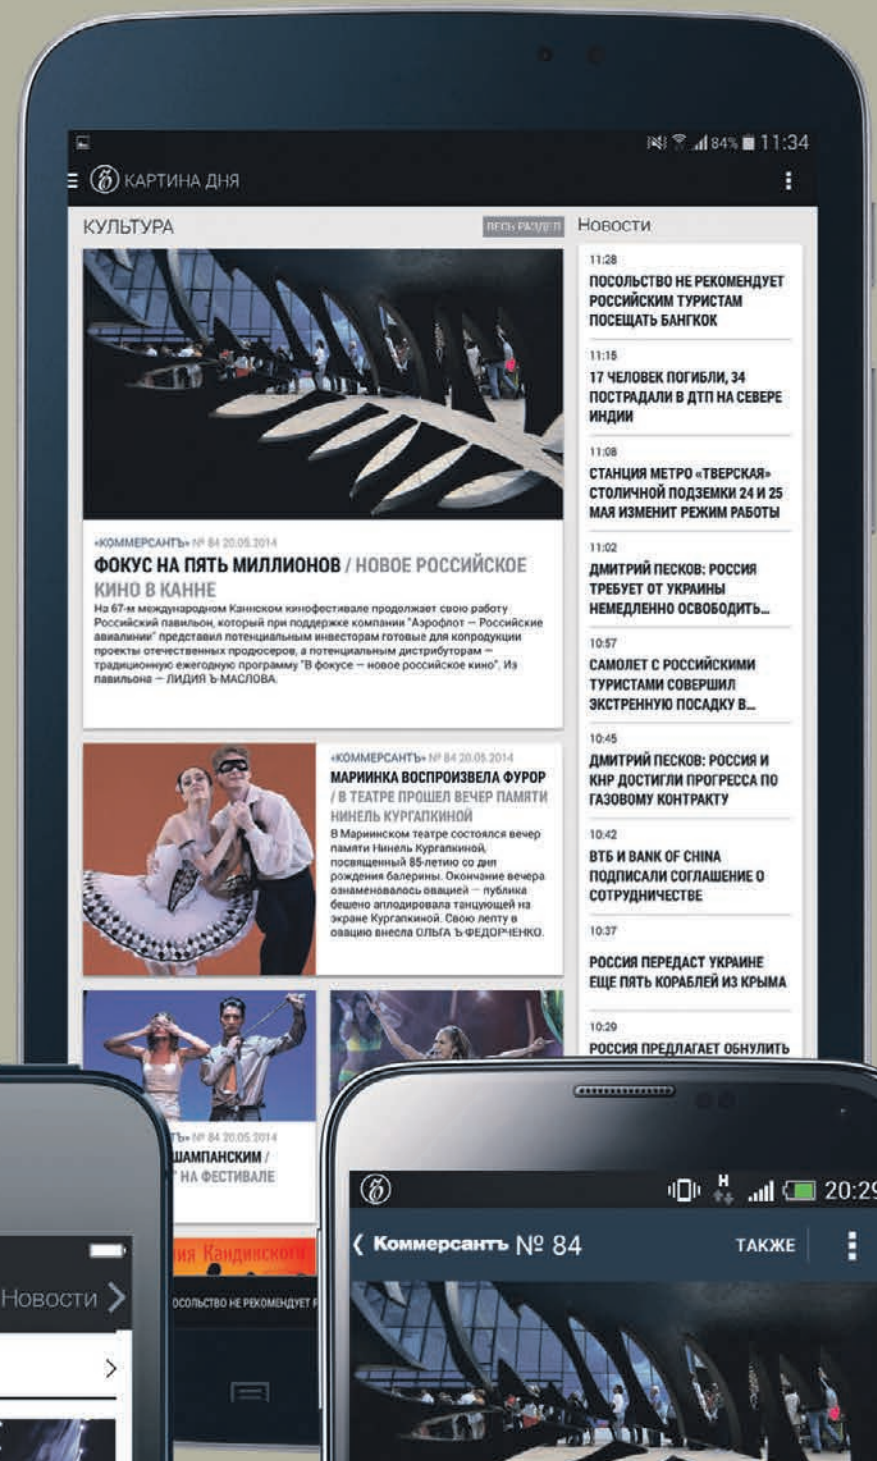 84% 11:34
КАРТИНА ДНЯ
КУЛЬТУРА
ВЕСЬ РАЗДЕЛ
«КОММЕРСАНТЪ» № 84 20.05.2014
ФОКУС НА ПЯТЬ МИЛЛИОНОВ / НОВОЕ РОССИЙСКОЕ
КИНО В КАННЕ
На 67-м международном Каннском кинофестивале продолжает свою работу
Российский павильон, который при поддержке компании "Аэрофлот — Российские
авиалинии" представил потенциальным инвесторам готовые для копродукции
проекты отечественных продюсеров, а потенциальным дистрибуторам —
традиционную ежегодную программу "В фокусе — новое российское кино". Из
павильона — ЛИДИЯ Ъ-МАСЛОВА.
«КОММЕРСАНТЪ» № 84 20.05.2014
МАРИИНКА ВОСПРОИЗВЕЛА ФУРОР
/ В ТЕАТРЕ ПРОШЕЛ ВЕЧЕР ПАМЯТИ
НИНЕЛЬ КУРГАПКИНОЙ
В Мариинском театре состоялся вечер
памяти Нинель Кургапкиной,
посвященный 85-летию со дня
рождения балерины. Окончание вечера
ознаменовалось овацией — публика
бешено аплодировала танцующей на
экране Кургапкиной. Свою лепту в
овацию внесла ОЛЬГА Ъ-ФЕДОРЧЕНКО.
ТЪ» № 84 20.05.2014
ШАМПАНСКИМ /
НА ФЕСТИВАЛЕ
ия Кандинского
ОСОЛЬСТВО НЕ РЕКОМЕНДУЕТ Р
Новости
11:28
ПОСОЛЬСТВО НЕ РЕКОМЕНДУЕТ
РОССИЙСКИМ ТУРИСТАМ
ПОСЕЩАТЬ БАНГКОК
11:15
17 ЧЕЛОВЕК ПОГИБЛИ, 34
ПОСТРАДАЛИ В ДТП НА СЕВЕРЕ
ИНДИИ
11:08
СТАНЦИЯ МЕТРО «ТВЕРСКАЯ»
СТОЛИЧНОЙ ПОДЗЕМКИ 24 И 25
МАЯ ИЗМЕНИТ РЕЖИМ РАБОТЫ
11:02
ДМИТРИЙ ПЕСКОВ: РОССИЯ
ТРЕБУЕТ ОТ УКРАИНЫ
НЕМЕДЛЕННО ОСВОБОДИТЬ...
10:57
САМОЛЕТ С РОССИЙСКИМИ
ТУРИСТАМИ СОВЕРШИЛ
ЭКСТРЕННУЮ ПОСАДКУ В...
10:45
ДМИТРИЙ ПЕСКОВ: РОССИЯ И
КНР ДОСТИГЛИ ПРОГРЕССА ПО
ГАЗОВОМУ КОНТРАКТУ
10:42
ВТБ И BANK OF CHINA
ПОДПИСАЛИ СОГЛАШЕНИЕ О
СОТРУДНИЧЕСТВЕ
10:37
РОССИЯ ПЕРЕДАСТ УКРАИНЕ
ЕЩЕ ПЯТЬ КОРАБЛЕЙ ИЗ КРЫМА
10:29
РОССИЯ ПРЕДЛАГАЕТ ОБНУЛИТЬ
Новости
H 20:29
Коммерсантъ № 84
ТАКЖЕ